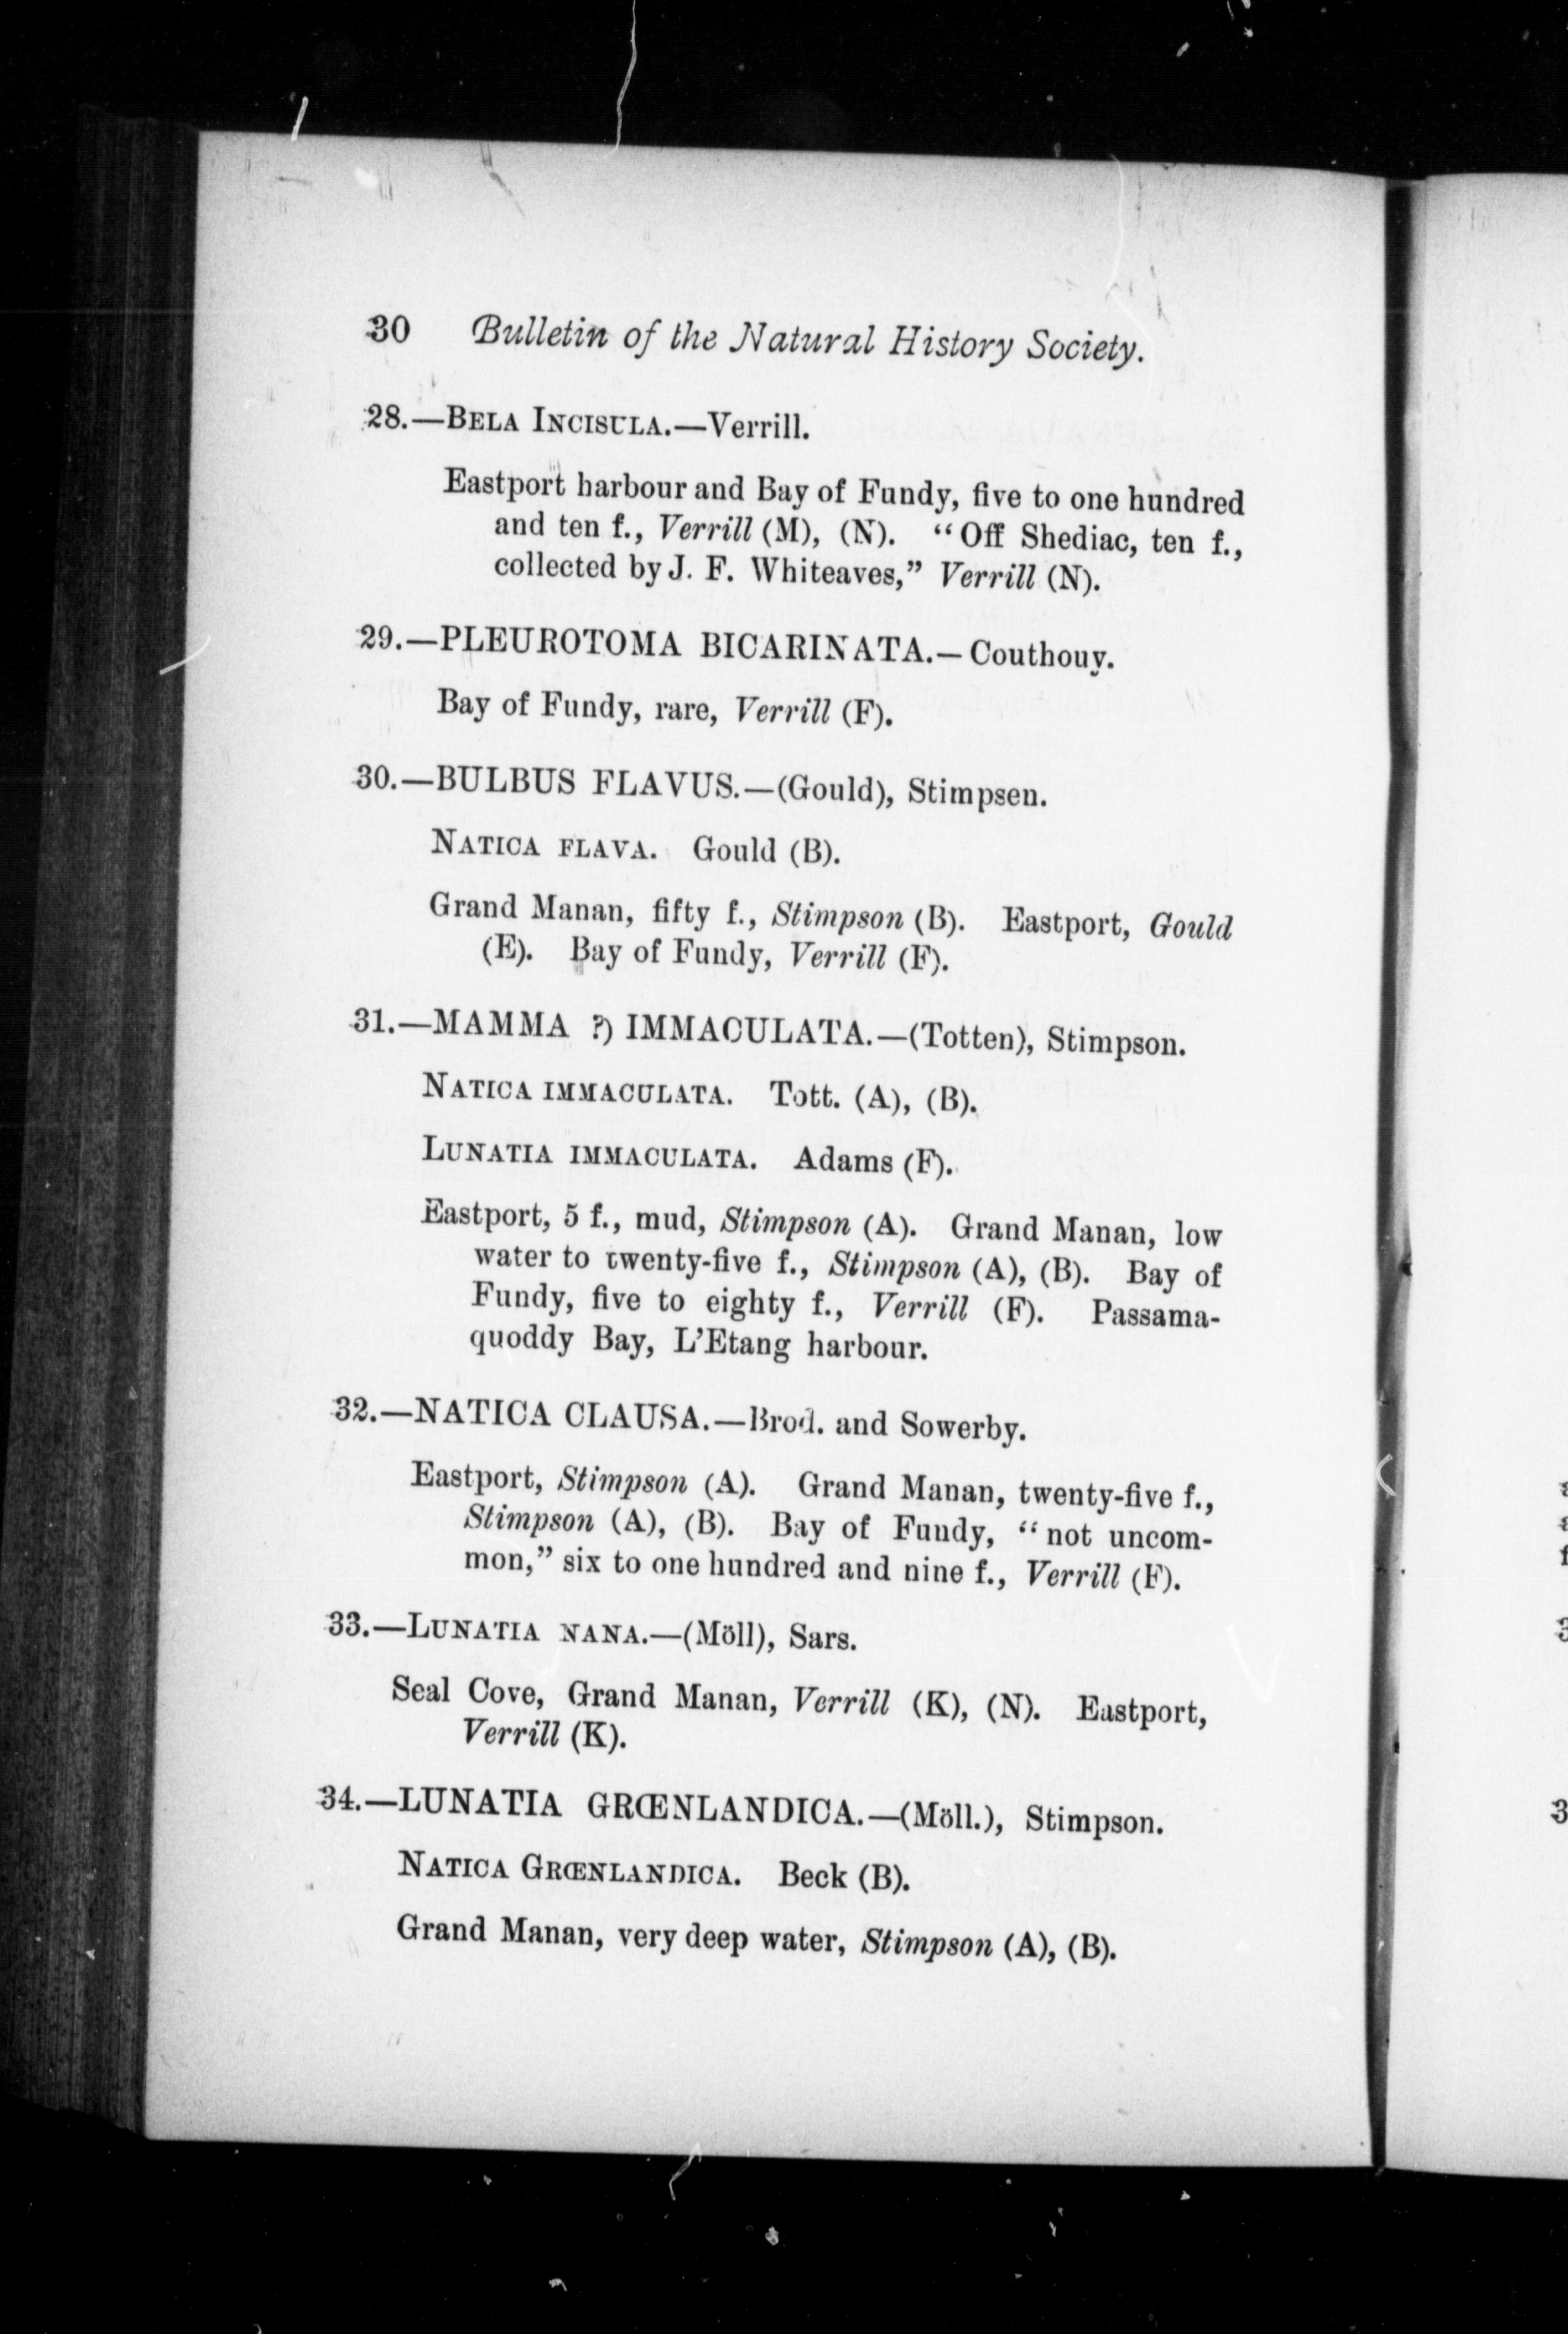 30 Bulletin of the Natural History Society.
28.—BELA INCISULA.—Verrill.
Eastport harbour and Bay of Fundy, five to one hundred
and ten f., Verrill (M), (N). “Off Shediac, ten f.,
collected by J. F. Whiteaves,” Verrill (N).
29.—PLEUROTOMA BICARINATA.—Couthouy.
Bay of Fundy, rare, Verrill (F).
30.—BULBUS FLAVUS.—(Gould), Stimpsen.
NATICA FLAVA. Gould (B).
Grand Manan, fifty f., Stimpson (B). Eastport, Gould
(E). Bay of Fundy, Verrill (F).
31.—MAMMA ?) IMMACULATA.—(Totten), Stimpson.
NATICA IMMACULATA. Tott. (A), (B).
LUNATIA IMMACULATA. Adams (F).
Eastport, 5 f., mud, Stimpson (A). Grand Manan, low
water to twenty-five f., Stimpson (A), (B). Bay of
Fundy, five to eighty f., Verrill (F). Passama-
quoddy Bay, L’Etang harbour.
32.—NATICA CLAUSA.—Brod. and Sowerby.
Eastport, Stimpson (A). Grand Manan, twenty-five f.,
Stimpson (A), (B). Bay of Fundy, “not uncom-
mon,” six to one hundred and nine f., Verrill (F).
33.—LUNATIA NANA.—(Möll), Sars.
Seal Cove, Grand Manan, Verrill (K), (N). Eastport,
Verrill (K).
34.—LUNATIA GRŒNLANDICA.—(Möll.), Stimpson.
NATICA GRŒNLANDICA. Beck (B).
Grand Manan, very deep water, Stimpson (A), (B).